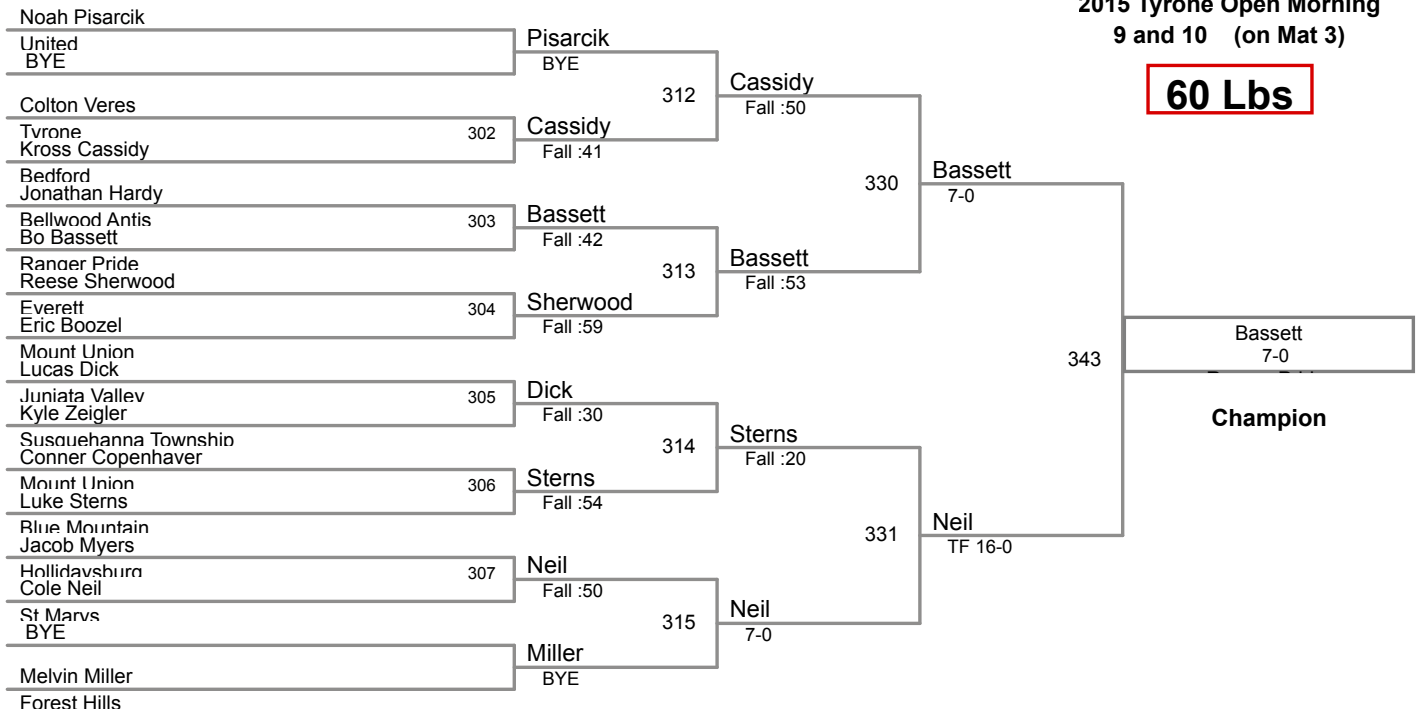 2015 Tyrone Open Morning
9 and 10 (on Mat 3)
60 Lbs
Noah Pisarcik
United
BYE
Colton Veres
Tyrone
Kross Cassidy
Bedford
Jonathan Hardy
Bellwood Antis
Bo Bassett
Ranger Pride
Reese Sherwood
Everett
Eric Boozel
Mount Union
Lucas Dick
Juniata Valley
Kyle Zeigler
Susquehanna Township
Conner Copenhaver
Mount Union
Luke Sterns
Blue Mountain
Jacob Myers
Hollidaysburg
Cole Neil
St Marys
BYE
Melvin Miller
Forest Hills
302
303
304
305
306
307
Pisarcik
BYE
Cassidy
Fall :41
Bassett
Fall :42
Sherwood
Fall :59
Dick
Fall :30
Sterns
Fall :54
Neil
Fall :50
Miller
BYE
312
313
314
315
Cassidy
Fall :50
Bassett
Fall :53
Sterns
Fall :20
Neil
7-0
330
331
Bassett
7-0
Neil
TF 16-0
343
Bassett
7-0
Champion